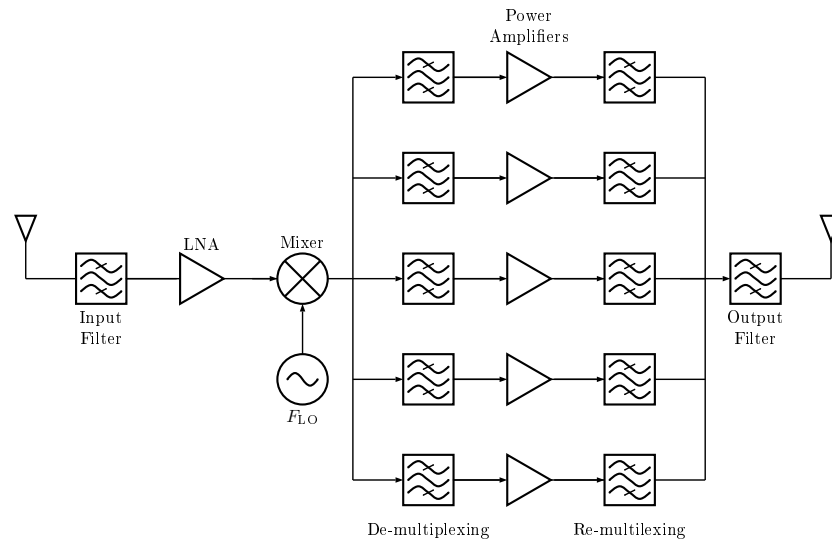 Power
Amplifiers
LNA
Mixer
Input
Filter
Output
Filter
F_LO
De-multiplexing
Re-multilexing